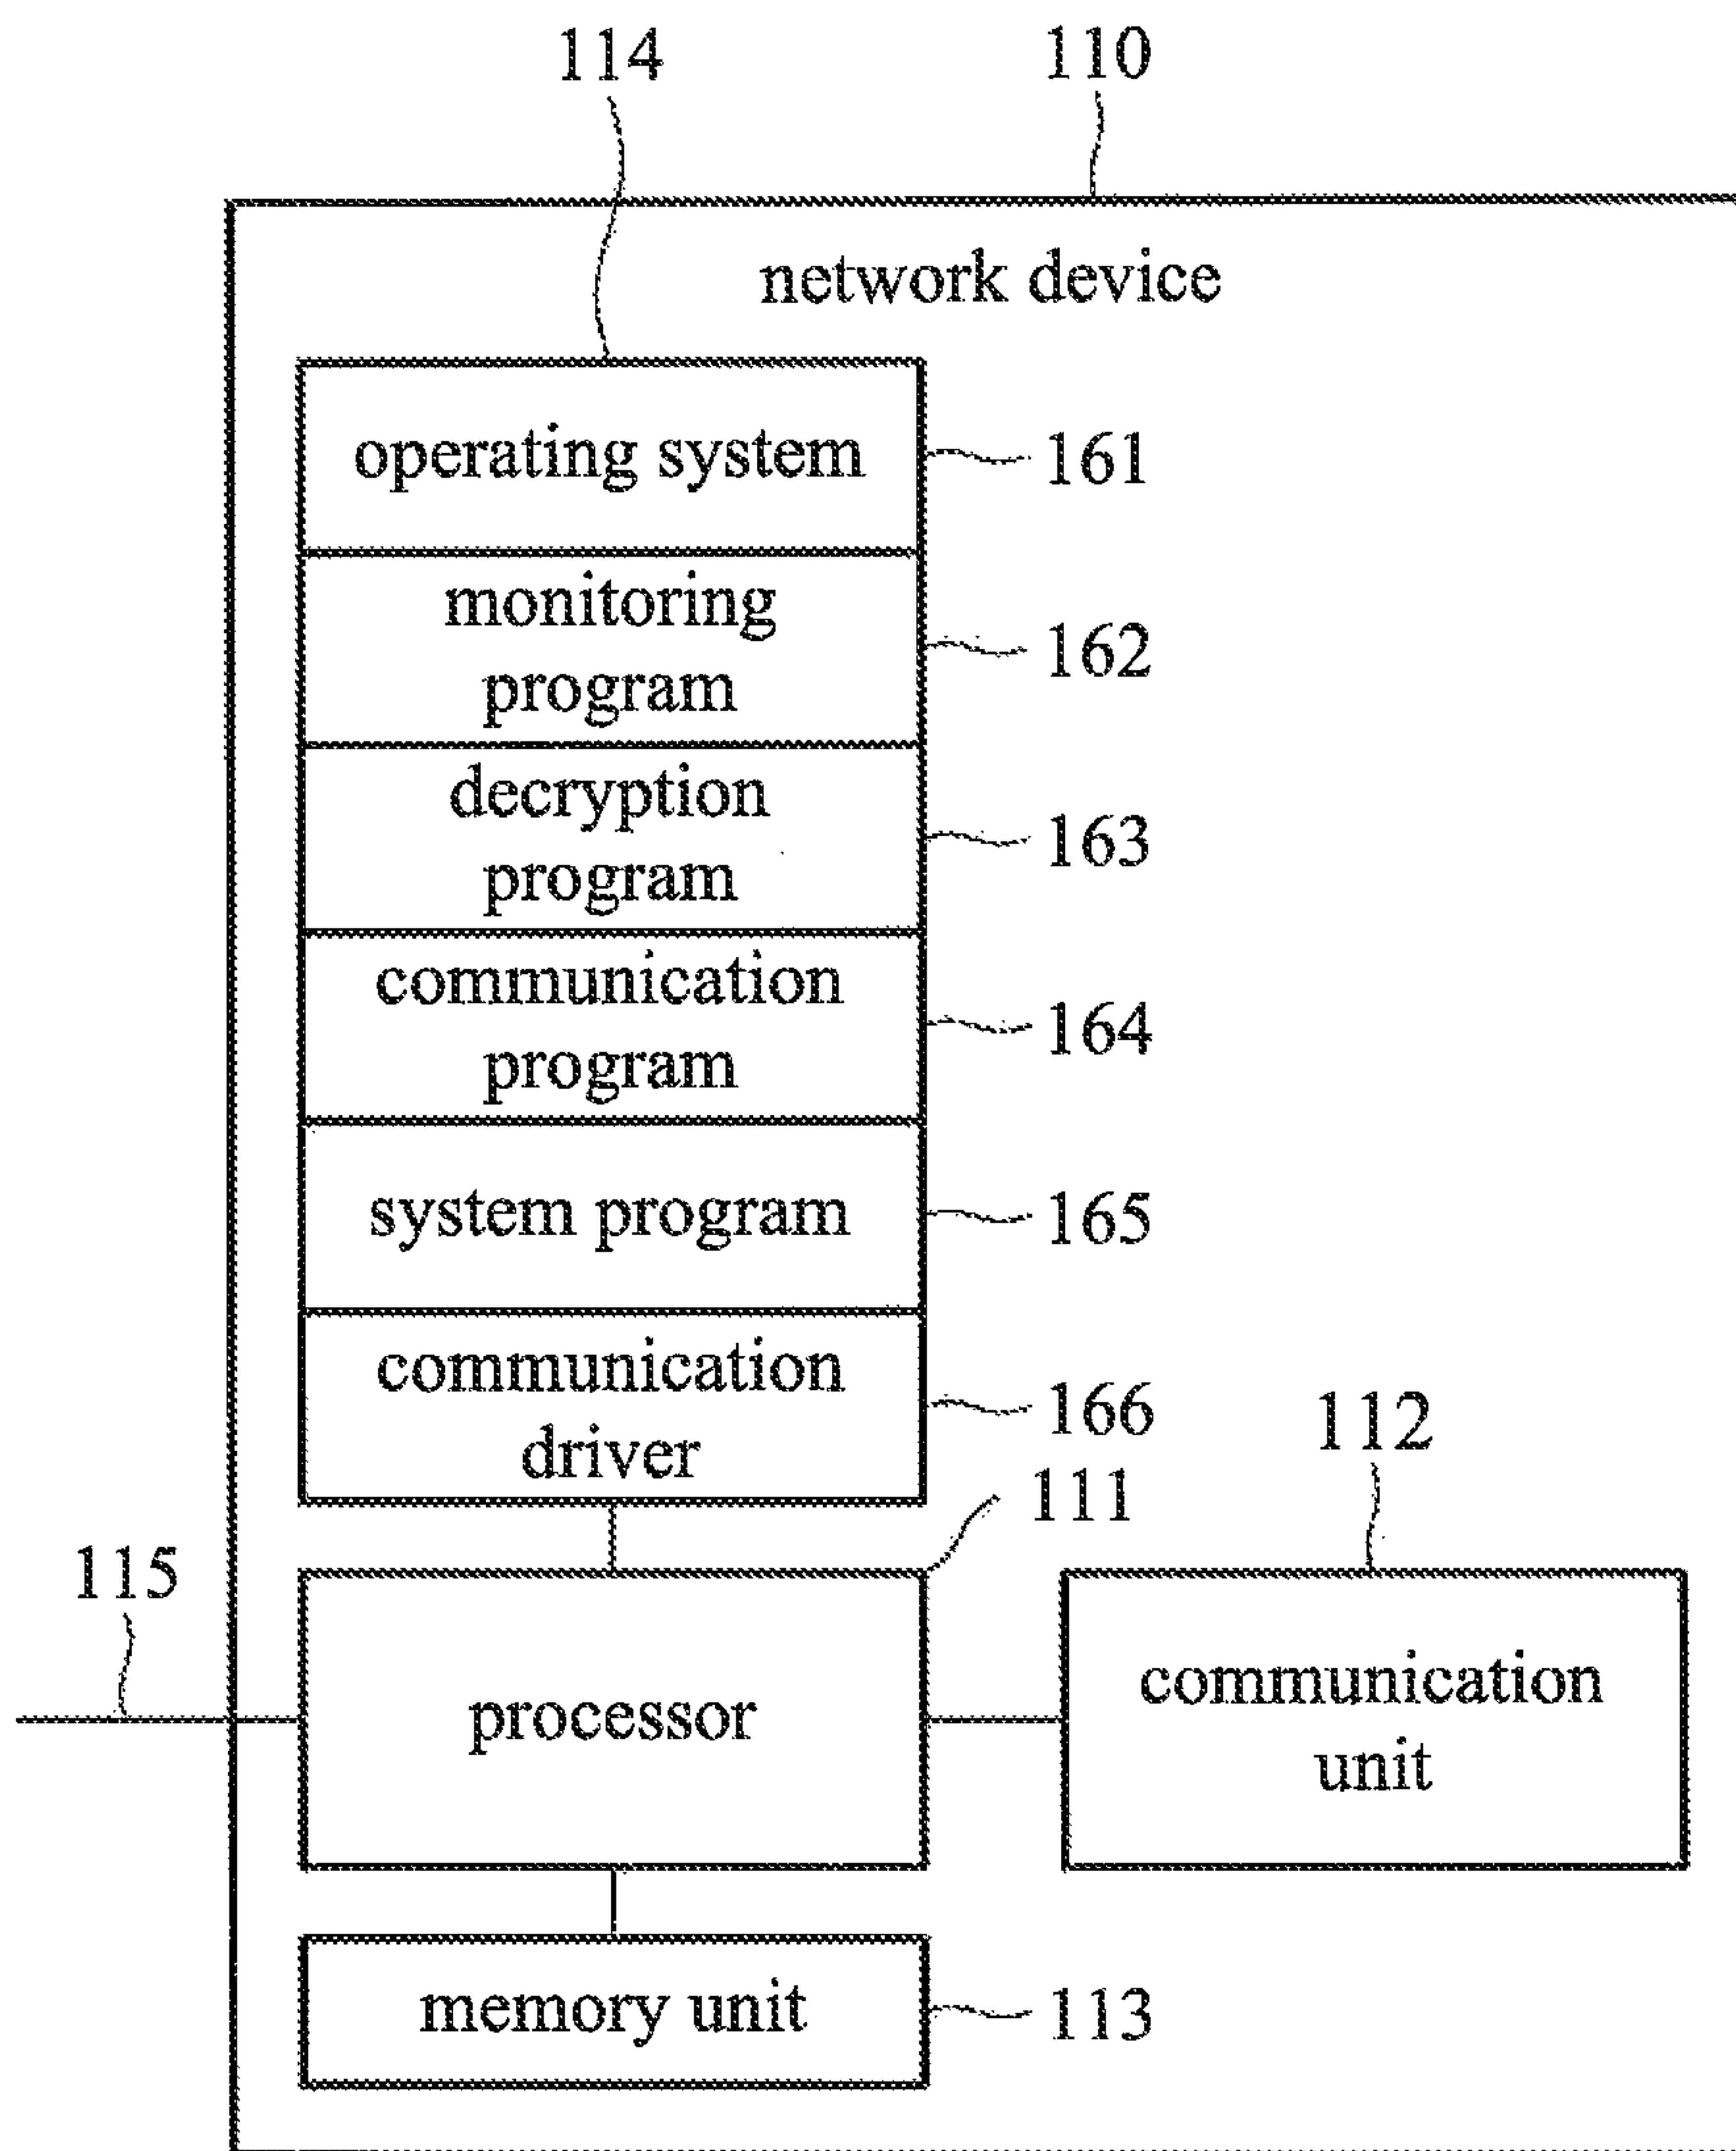 114
110
network device
operating system
161
monitoring
program
162
decryption
program
163
communication
program
164
system program
165
communication
driver
166
111
112
115
processor
communication
unit
memory unit
113